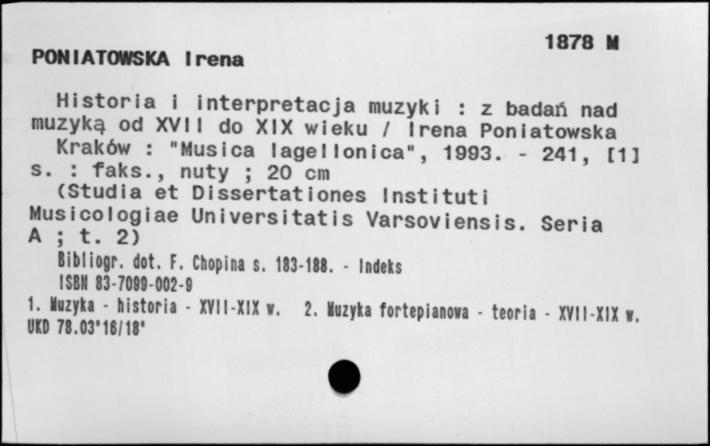 1878 M
PONIATOWSKA Irena
Historia i interpretacja muzyki : z badań nad
muzyką od XVII do XIX wieku / Irena Poniatowska
Kraków : "Musica Iagellonica", 1993. - 241, [1]
s. : faks., nuty ; 20 cm
(Studia et Dissertationes Instituti
Musicologiae Universitatis Varsoviensis. Seria
A ; t. 2)
Bibliogr. dot. F. Chopina s. 183-188. - Indeks
ISBN 83-7099-002-9
1. Muzyka - historia - XVII-XIX w. 2. Muzyka fortepianowa - teoria - XVII-XIX w.
UKD 78.03"16/18"